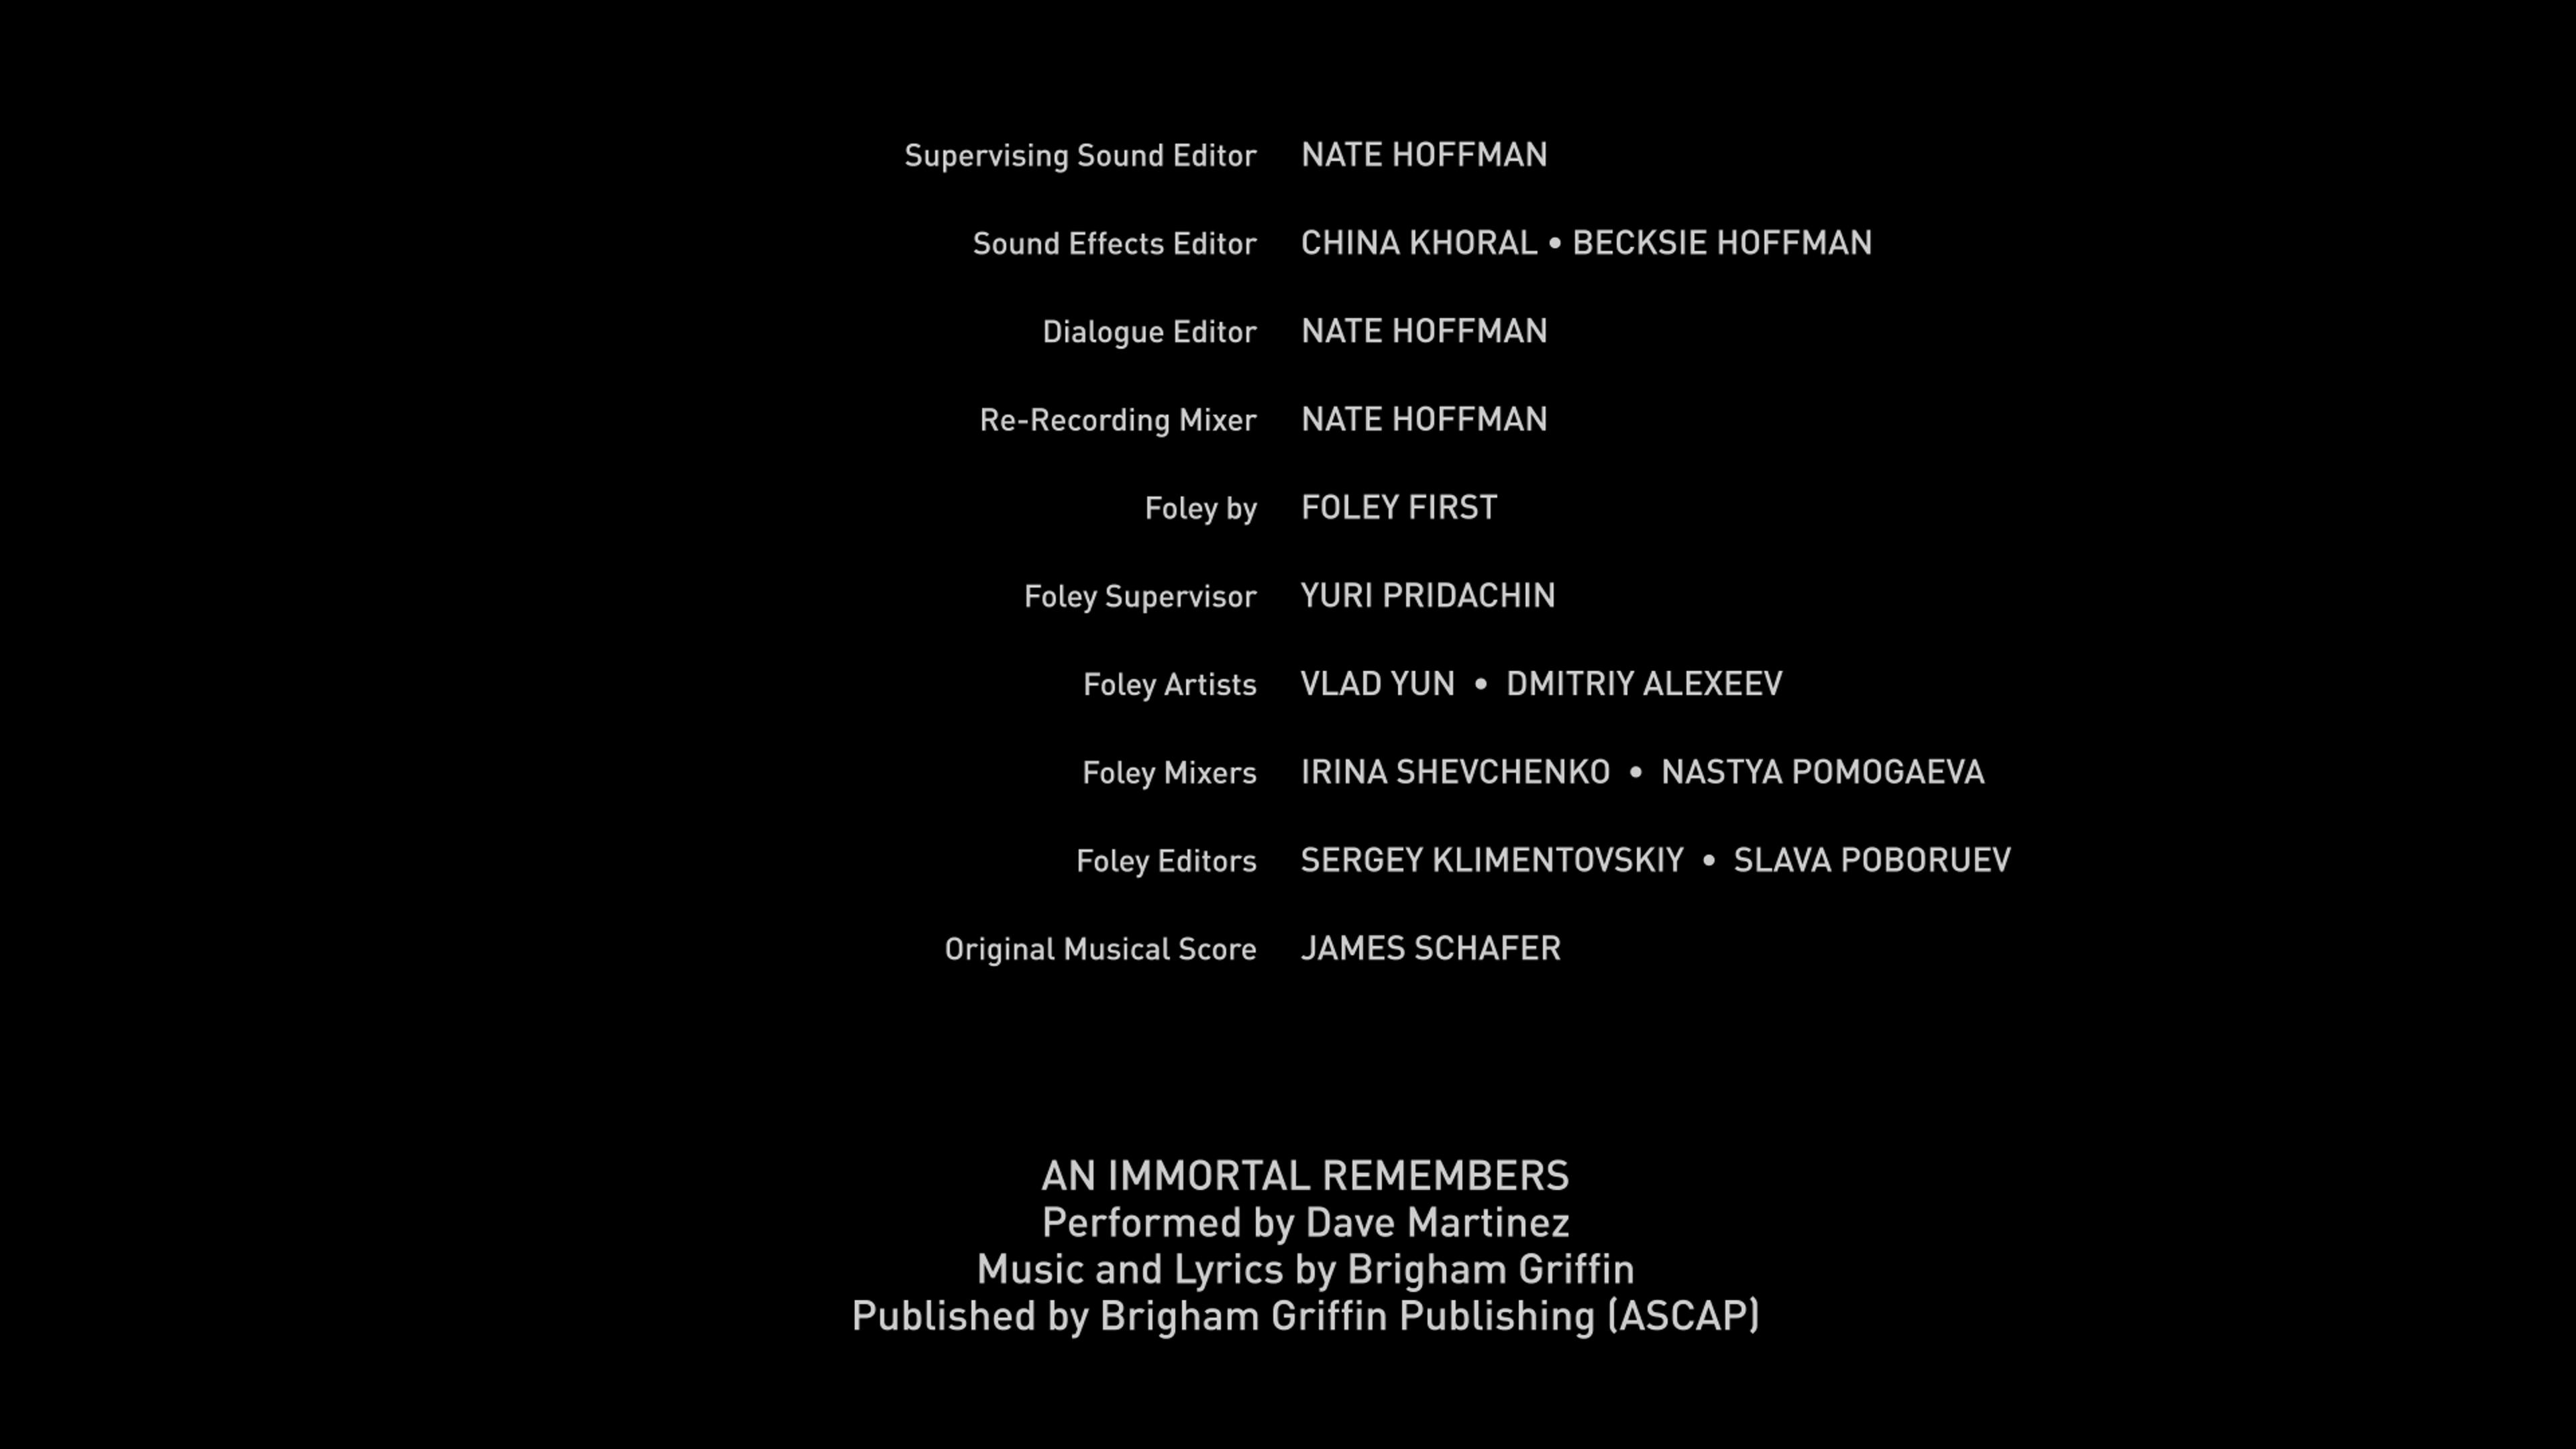 Supervising Sound Editor NATE HOFFMAN
Sound Effects Editor CHINA KHORAL • BECKSIE HOFFMAN
Dialogue Editor NATE HOFFMAN
Re-Recording Mixer NATE HOFFMAN
Foley by FOLEY FIRST
Foley Supervisor YURI PRIDACHIN
Foley Artists VLAD YUN • DMITRIY ALEXEEV
Foley Mixers IRINA SHEVCHENKO • NASTYA POMOGAEVA
Foley Editors SERGEY KLIMENTOVSKIY • SLAVA POBORUEV
Original Musical Score JAMES SCHAFER
AN IMMORTAL REMEMBERS
Performed by Dave Martinez
Music and Lyrics by Brigham Griffin
Published by Brigham Griffin Publishing (ASCAP)